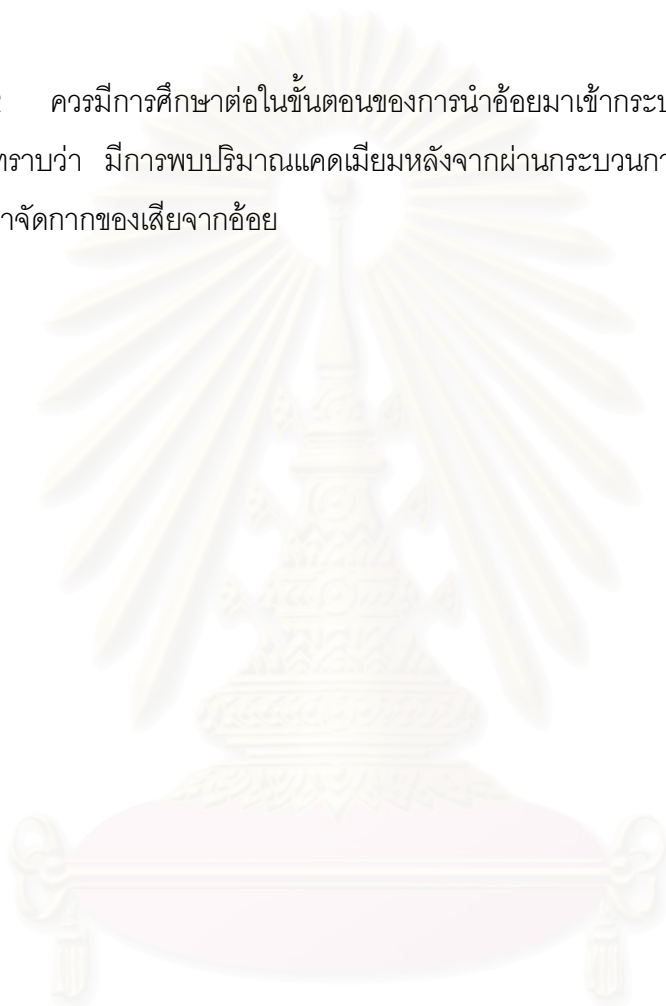 ควรมีการศึกษาต่อในขั้นตอนของการนำอ้อยมาเข้ากระบ
ทราบว่า มีการพบปริมาณแคดเมียมหลังจากผ่านกระบวนกา
าจัดกากของเสียจากอ้อย